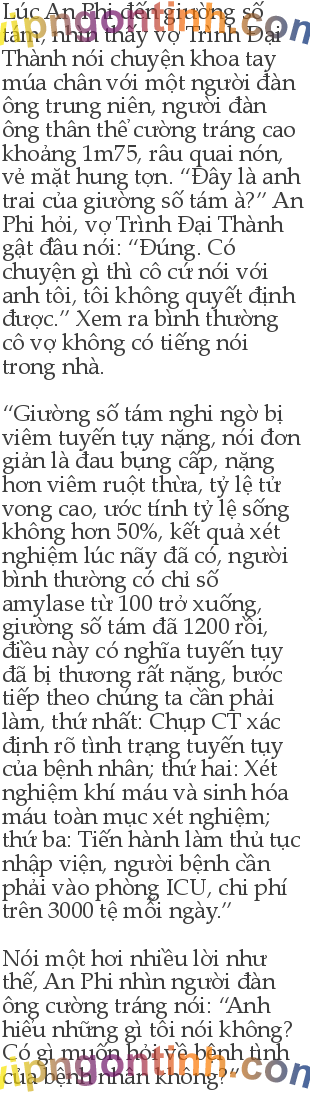 Lúc An Phi đến giường số
tám, nhìn thấy vợ Trình Đại
Thành nói chuyện khoa tay
múa chân với một người đàn
ông trung niên, người đàn
ông thân thể cường tráng cao
khoảng 1m75, râu quai nón,
vẻ mặt hung tợn. “Đây là anh
trai của giường số tám à?” An
Phi hỏi, vợ Trình Đại Thành
gật đầu nói: “Đúng. Có
chuyện gì thì cô cứ nói với
anh tôi, tôi không quyết định
được.” Xem ra bình thường
cô vợ không có tiếng nói
trong nhà.
“Giường số tám nghi ngờ bị
viêm tuyến tụy nặng, nói đơn
giản là đau bụng cấp, nặng
hơn viêm ruột thừa, tỷ lệ tử
vong cao, ước tính tỷ lệ sống
không hơn 50%, kết quả xét
nghiệm lúc nãy đã có, người
bình thường có chỉ số
amylase từ 100 trở xuống,
giường số tám đã 1200 rồi,
điều này có nghĩa tuyến tụy
đã bị thương rất nặng, bước
tiếp theo chúng ta cần phải
làm, thứ nhất: Chụp CT xác
định rõ tình trạng tuyến tụy
của bệnh nhân; thứ hai: Xét
nghiệm khí máu và sinh hóa
máu toàn mục xét nghiệm;
thứ ba: Tiến hành làm thủ tục
nhập viện, người bệnh cần
phải vào phòng ICU, chi phí
trên 3000 tệ mỗi ngày.”
Nói một hơi nhiều lời như
thế, An Phi nhìn người đàn
ông cường tráng nói: “Anh
hiểu những gì tôi nói không?
Có gì muốn hỏi về bệnh tình
của bệnh nhân không?”
vipngontinh.com
vipngontinh.com